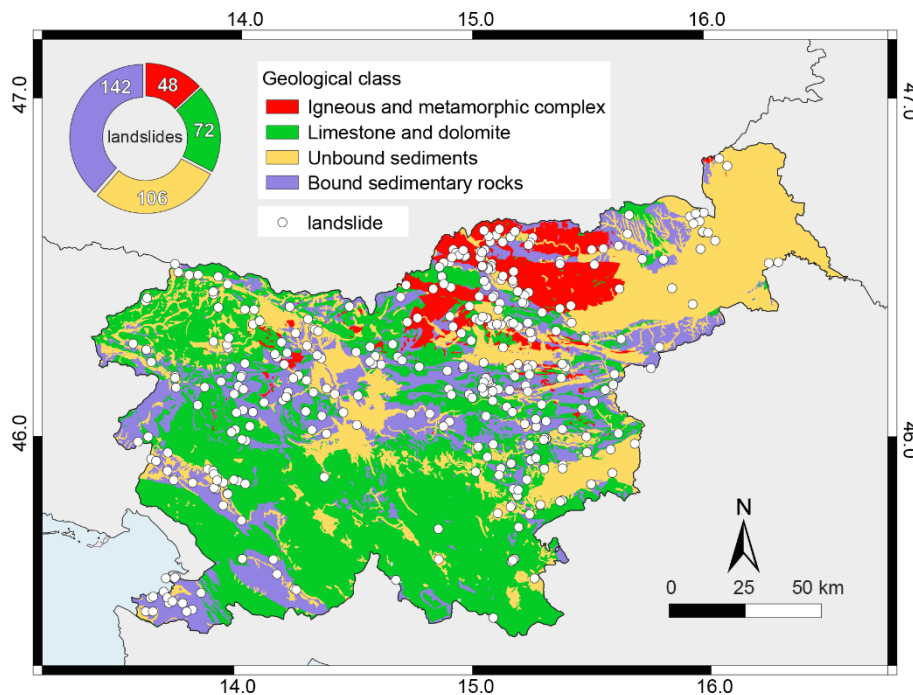 14.0 15.0 16.0
47.0 47.0
142 48
landslides 72
106
Geological class
Igneous and metamorphic complex
Limestone and dolomite
Unbound sediments
Bound sedimentary rocks
landslide
46.0 46.0
N
0 25 50 km
14.0 15.0 16.0